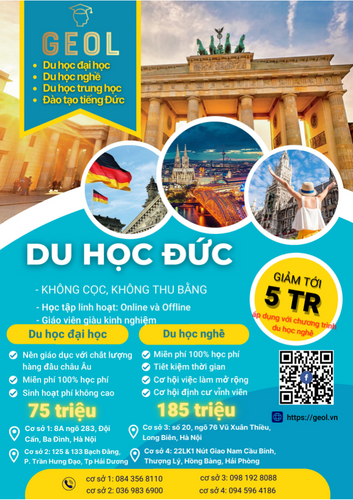 GEOL
Du học đại học
Du học nghề
Du học trung học
Đào tạo tiếng Đức
DU HỌC ĐỨC
- KHÔNG CỌC, KHÔNG THU BẰNG
- Học tập linh hoạt: Online và Offline
- Giáo viên giàu kinh nghiệm
GIẢM TỚI
5 TR
áp dụng với chương trình
du học nghề
Du học đại học
Nền giáo dục với chất lượng
hàng đầu châu Âu
Miễn phí 100% học phí
Sinh hoạt phí không cao
75 triệu
Du học nghề
Miễn phí 100% học phí
Tiết kiệm thời gian
Cơ hội việc làm mở rộng
Cơ hội định cư vĩnh viễn
185 triệu
https://geol.vn
Cơ sở 1: 8A ngõ 283, Đội
Cấn, Ba Đình, Hà Nội
Cơ sở 2: 125 & 133 Bạch Đằng,
P. Trần Hưng Đạo, Tp Hải Dương
Cơ sở 3: số 20, ngõ 76 Vũ Xuân Thiều,
Long Biên, Hà Nội
Cơ sở 4: 22LK1 Nút Giao Nam Cầu Bính,
Thượng Lý, Hồng Bàng, Hải Phòng
cơ sở 1: 084 356 8110
cơ sở 2: 036 983 6900
cơ sở 3: 098 192 8088
cơ sở 4: 094 596 4186